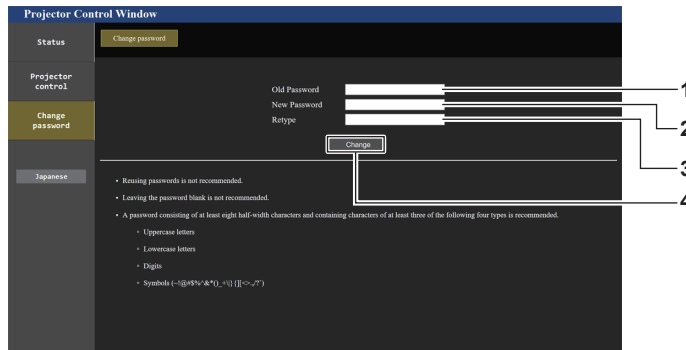 Projector Control Window
Status
Change password
Projector
control
Change
password
Japanese
Old Password
New Password
Retype
Change
1
2
3
4
• Reusing passwords is not recommended.
• Leaving the password blank is not recommended.
• A password consisting of at least eight half-width characters and containing characters of at least three of the following four types is recommended.
Uppercase letters
Lowercase letters
Digits
Symbols (~!@#$%^&*()_+\|}{][<>.,/?`)